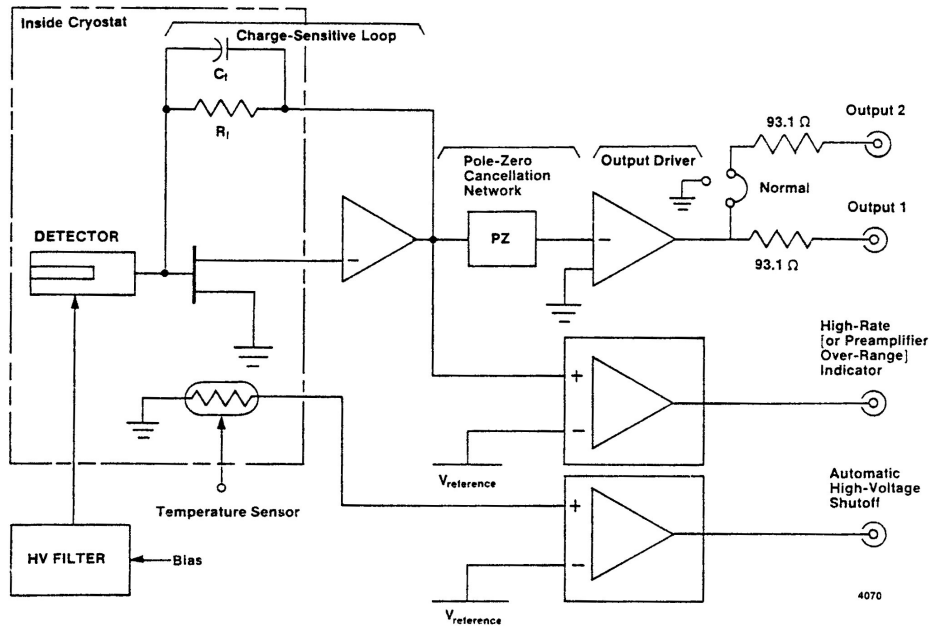 Inside Cryostat
Charge-Sensitive Loop
Cf
Rf
DETECTOR
Pole-Zero
Cancellation
Network
PZ
Output Driver
93.1 Ω
Output 2
Normal
Output 1
93.1 Ω
High-Rate
[or Preamplifier
Over-Range]
Indicator
+
−
Vreference
Temperature Sensor
Automatic
High-Voltage
Shutoff
+
−
Vreference
HV FILTER
Bias
−
−
4070